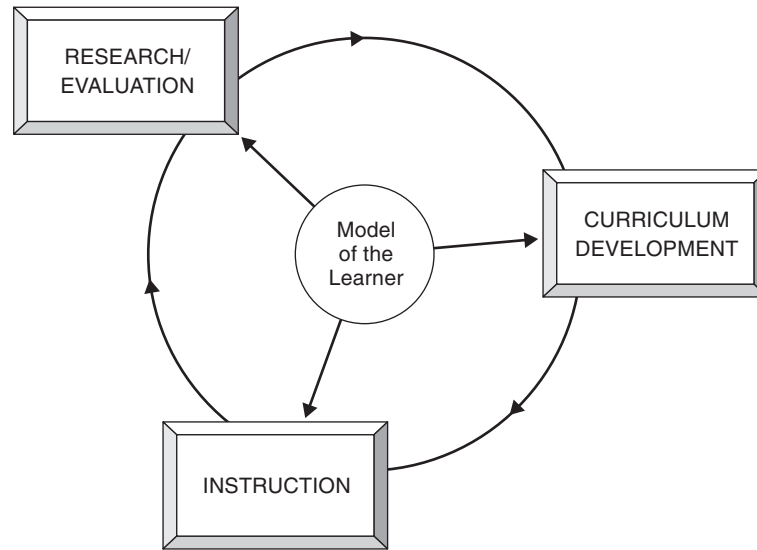 RESEARCH/
EVALUATION
Model
of the
Learner
CURRICULUM
DEVELOPMENT
INSTRUCTION